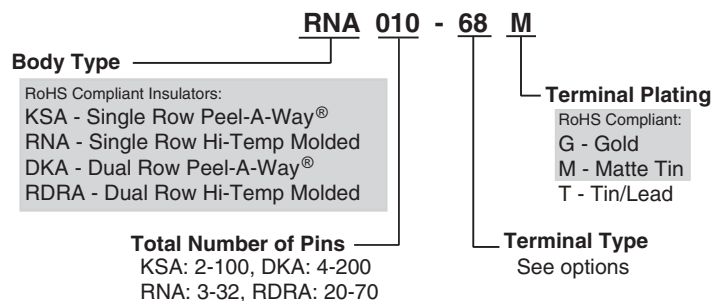 RNA 010 - 68 M
Body Type
RoHS Compliant Insulators:
KSA - Single Row Peel-A-Way®
RNA - Single Row Hi-Temp Molded
DKA - Dual Row Peel-A-Way®
RDRA - Dual Row Hi-Temp Molded
Terminal Plating
RoHS Compliant:
G - Gold
M - Matte Tin
T - Tin/Lead
Total Number of Pins
KSA: 2-100, DKA: 4-200
RNA: 3-32, RDRA: 20-70
Terminal Type
See options